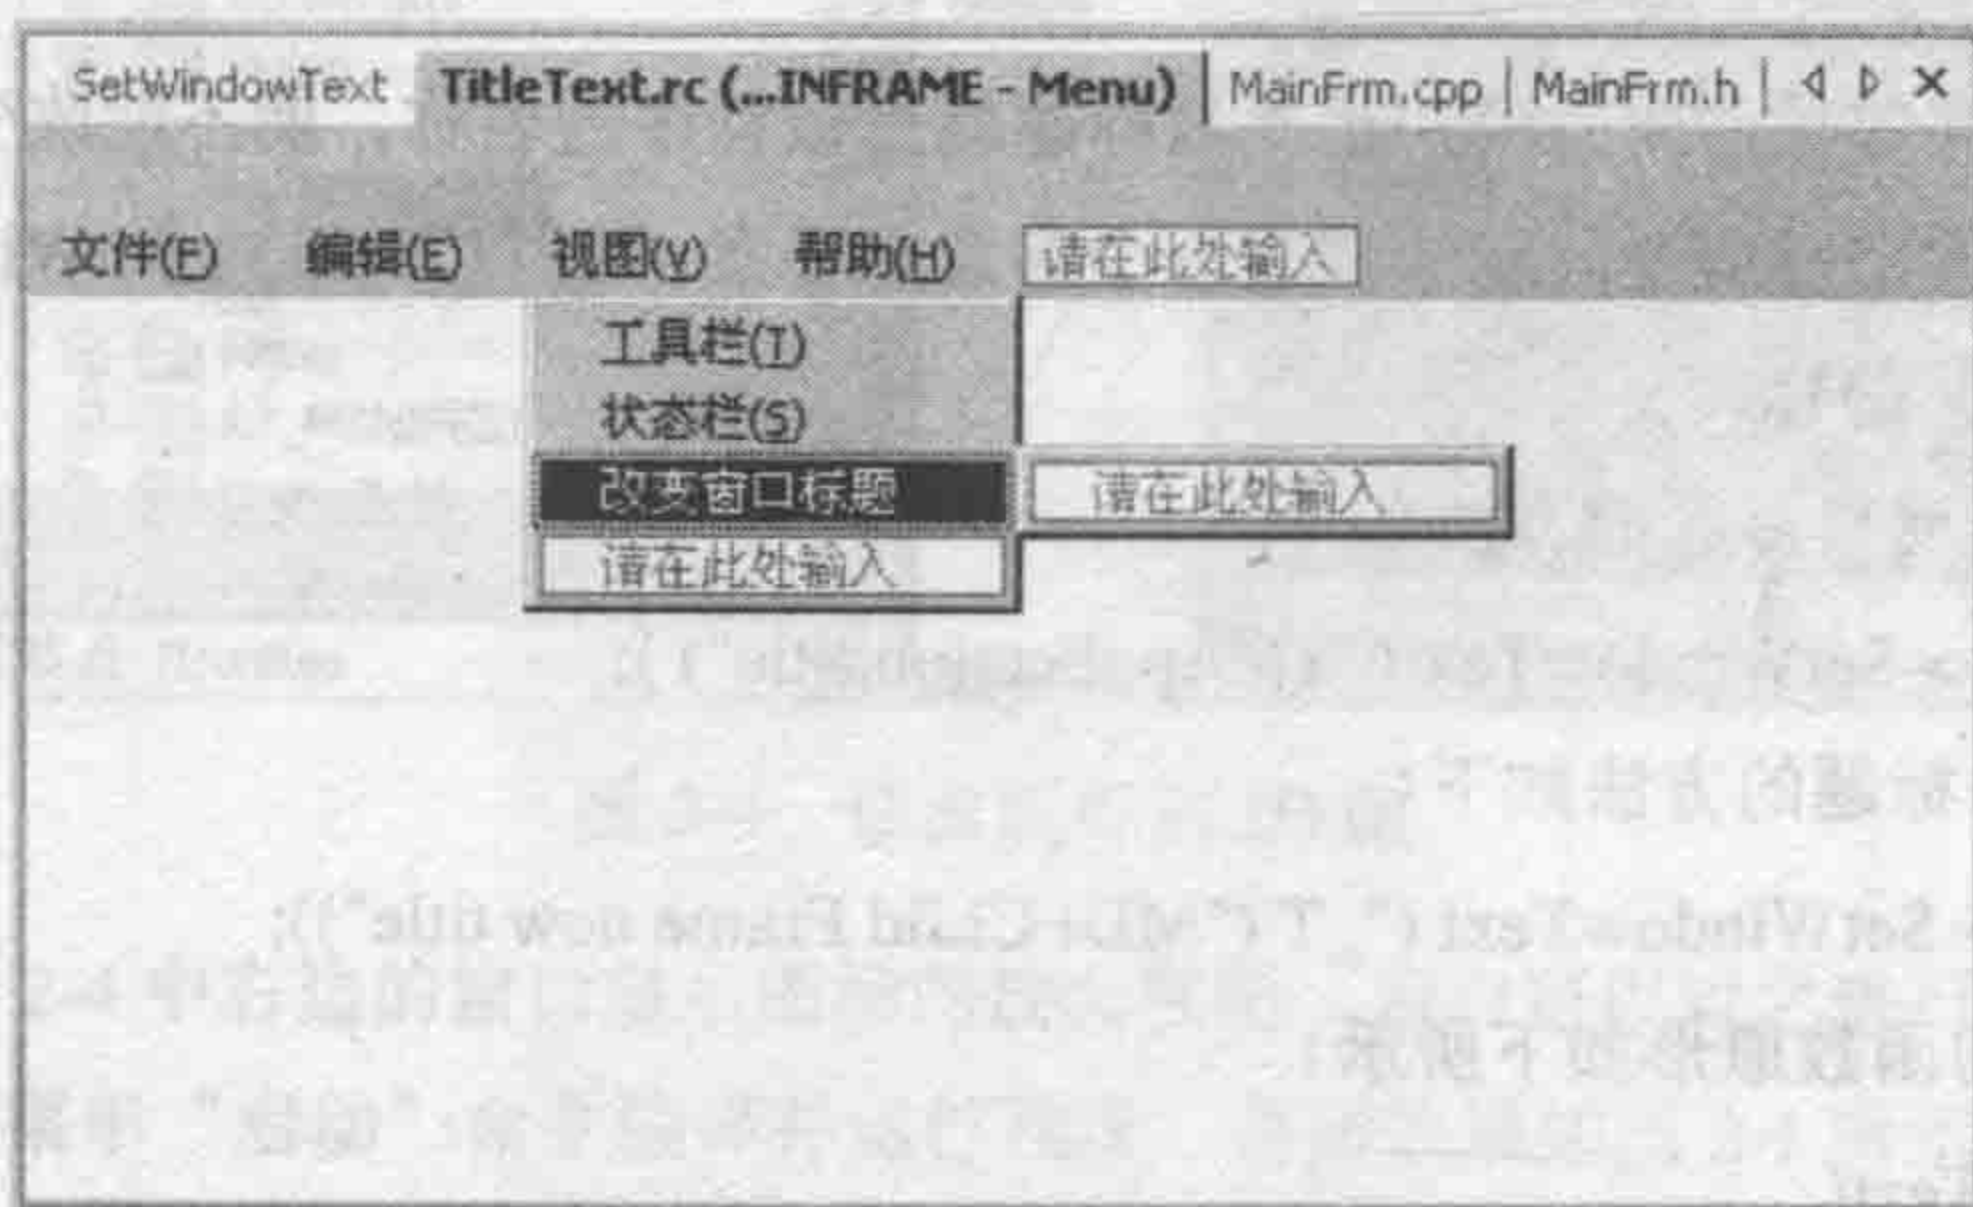 SetWindowText TitleText.rc (...INFRAME - Menu) | MainFrm.cpp | MainFrm.h |
文件(F) 编辑(E) 视图(V) 帮助(H) 请在此处输入
工具栏(T)
状态栏(S)
改变窗口标题 请在此处输入
请在此处输入